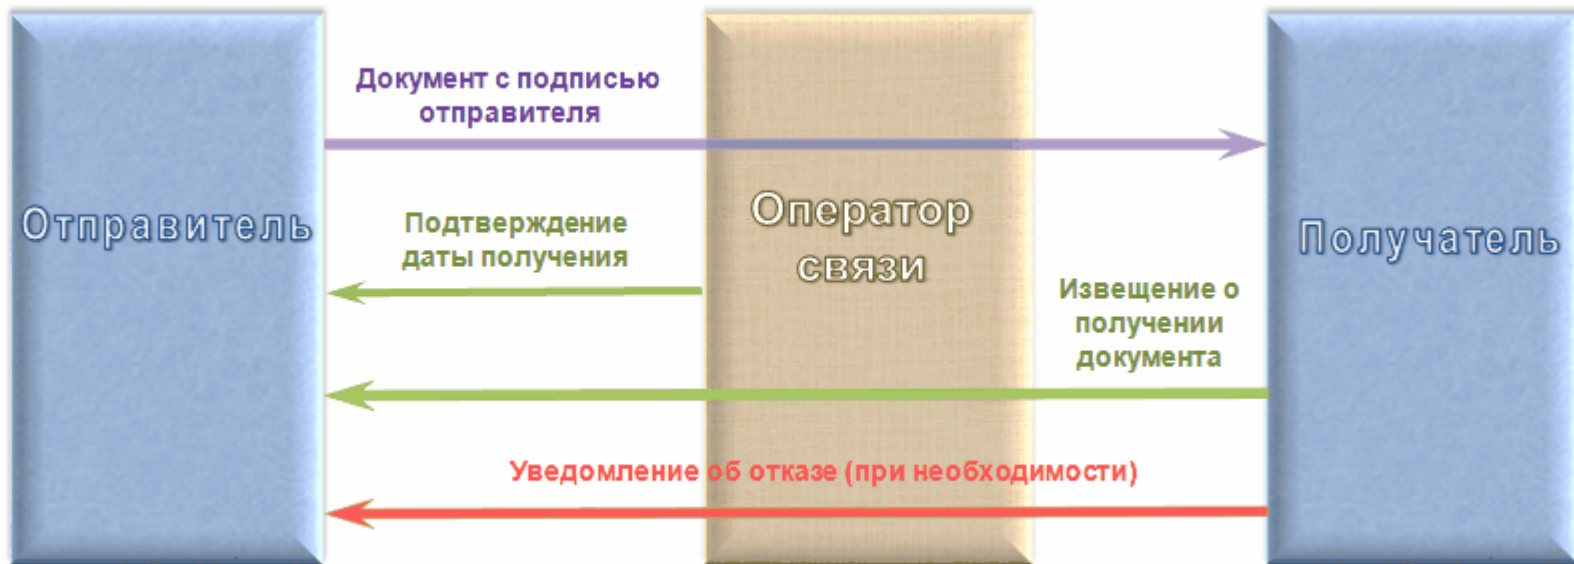 Документ с подписью
отправителя
Отправитель
Подтверждение
даты получения
Оператор
связи
Получатель
Извещение о
получении
документа
Уведомление об отказе (при необходимости)